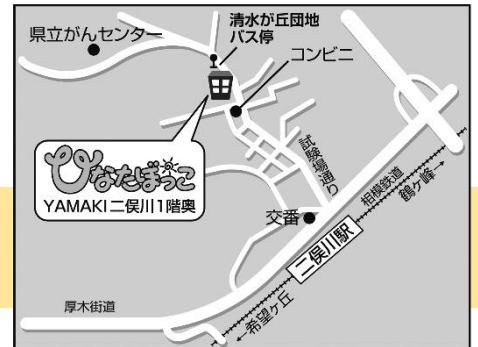 清水が丘団地
バス停
県立がんセンター
コンビニ
ひなたぼっこ
YAMAKI二俣川1階奥
試験場通り
相模鉄道
鶴ヶ峰
交番
二俣川駅
希望ヶ丘
厚木街道